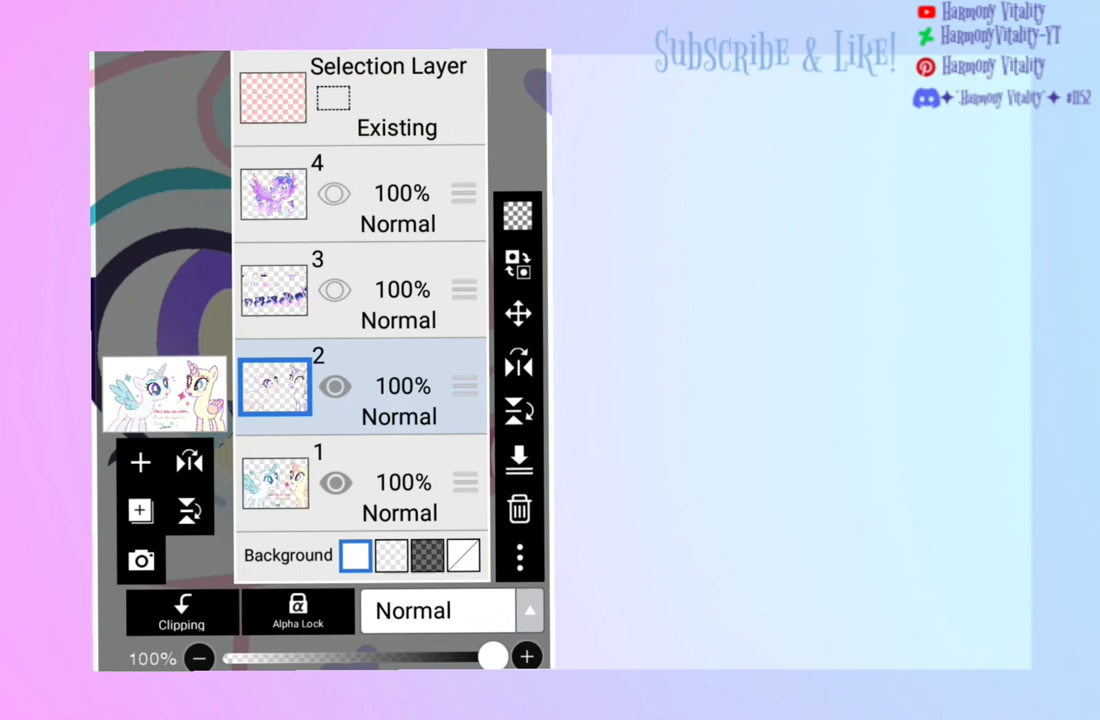 Subscribe & Like!
Harmony Vitality
HarmonyVitality-YT
Harmony Vitality
✦˚Harmony Vitality˚✦ #1152
Selection Layer
Existing
4
100%
Normal
3
100%
Normal
2
100%
Normal
1
100%
Normal
Background
Clipping
α
Alpha Lock
Normal
100%